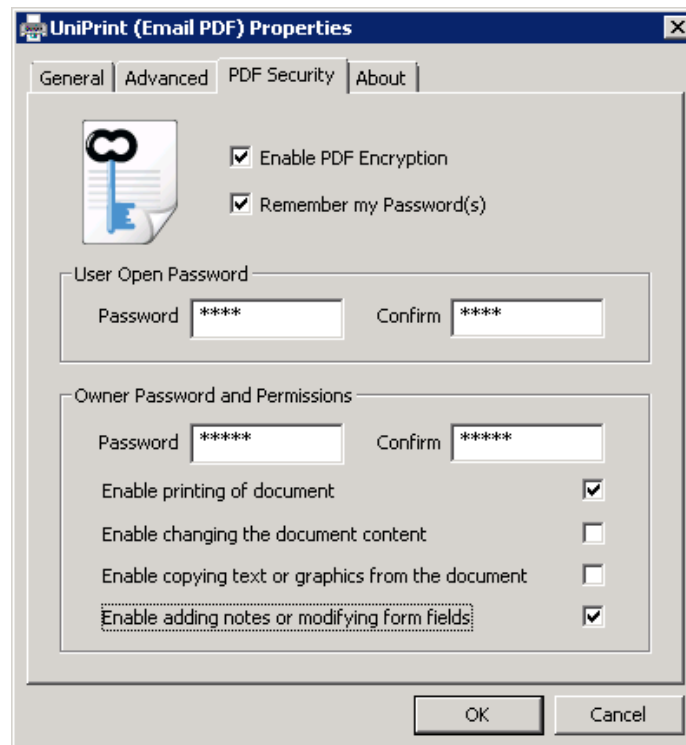 UniPrint (Email PDF) Properties
General Advanced PDF Security About
Enable PDF Encryption
Remember my Password(s)
User Open Password
Password **** Confirm ****
Owner Password and Permissions
Password ***** Confirm *****
Enable printing of document
Enable changing the document content
Enable copying text or graphics from the document
Enable adding notes or modifying form fields
OK Cancel